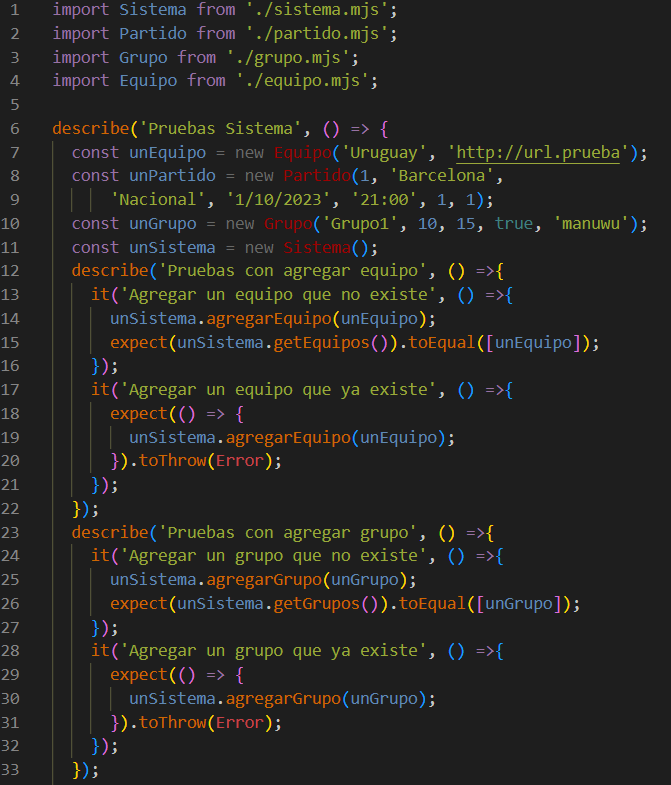 1 import Sistema from './sistema.mjs';
2 import Partido from './partido.mjs';
3 import Grupo from './grupo.mjs';
4 import Equipo from './equipo.mjs';
5
6 describe('Pruebas Sistema', () => {
7 const unEquipo = new Equipo('Uruguay', 'http://url.prueba');
8 const unPartido = new Partido(1, 'Barcelona',
9 'Nacional', '1/10/2023', '21:00', 1, 1);
10 const unGrupo = new Grupo('Grupo1', 10, 15, true, 'manuwu');
11 const unSistema = new Sistema();
12 describe('Pruebas con agregar equipo', () =>{
13 it('Agregar un equipo que no existe', () =>{
14 unSistema.agregarEquipo(unEquipo);
15 expect(unSistema.getEquipos()).toEqual([unEquipo]);
16 });
17 it('Agregar un equipo que ya existe', () =>{
18 expect(() => {
19 unSistema.agregarEquipo(unEquipo);
20 }).toThrow(Error);
21 });
22 });
23 describe('Pruebas con agregar grupo', () =>{
24 it('Agregar un grupo que no existe', () =>{
25 unSistema.agregarGrupo(unGrupo);
26 expect(unSistema.getGrupos()).toEqual([unGrupo]);
27 });
28 it('Agregar un grupo que ya existe', () =>{
29 expect(() => {
30 unSistema.agregarGrupo(unGrupo);
31 }).toThrow(Error);
32 });
33 });